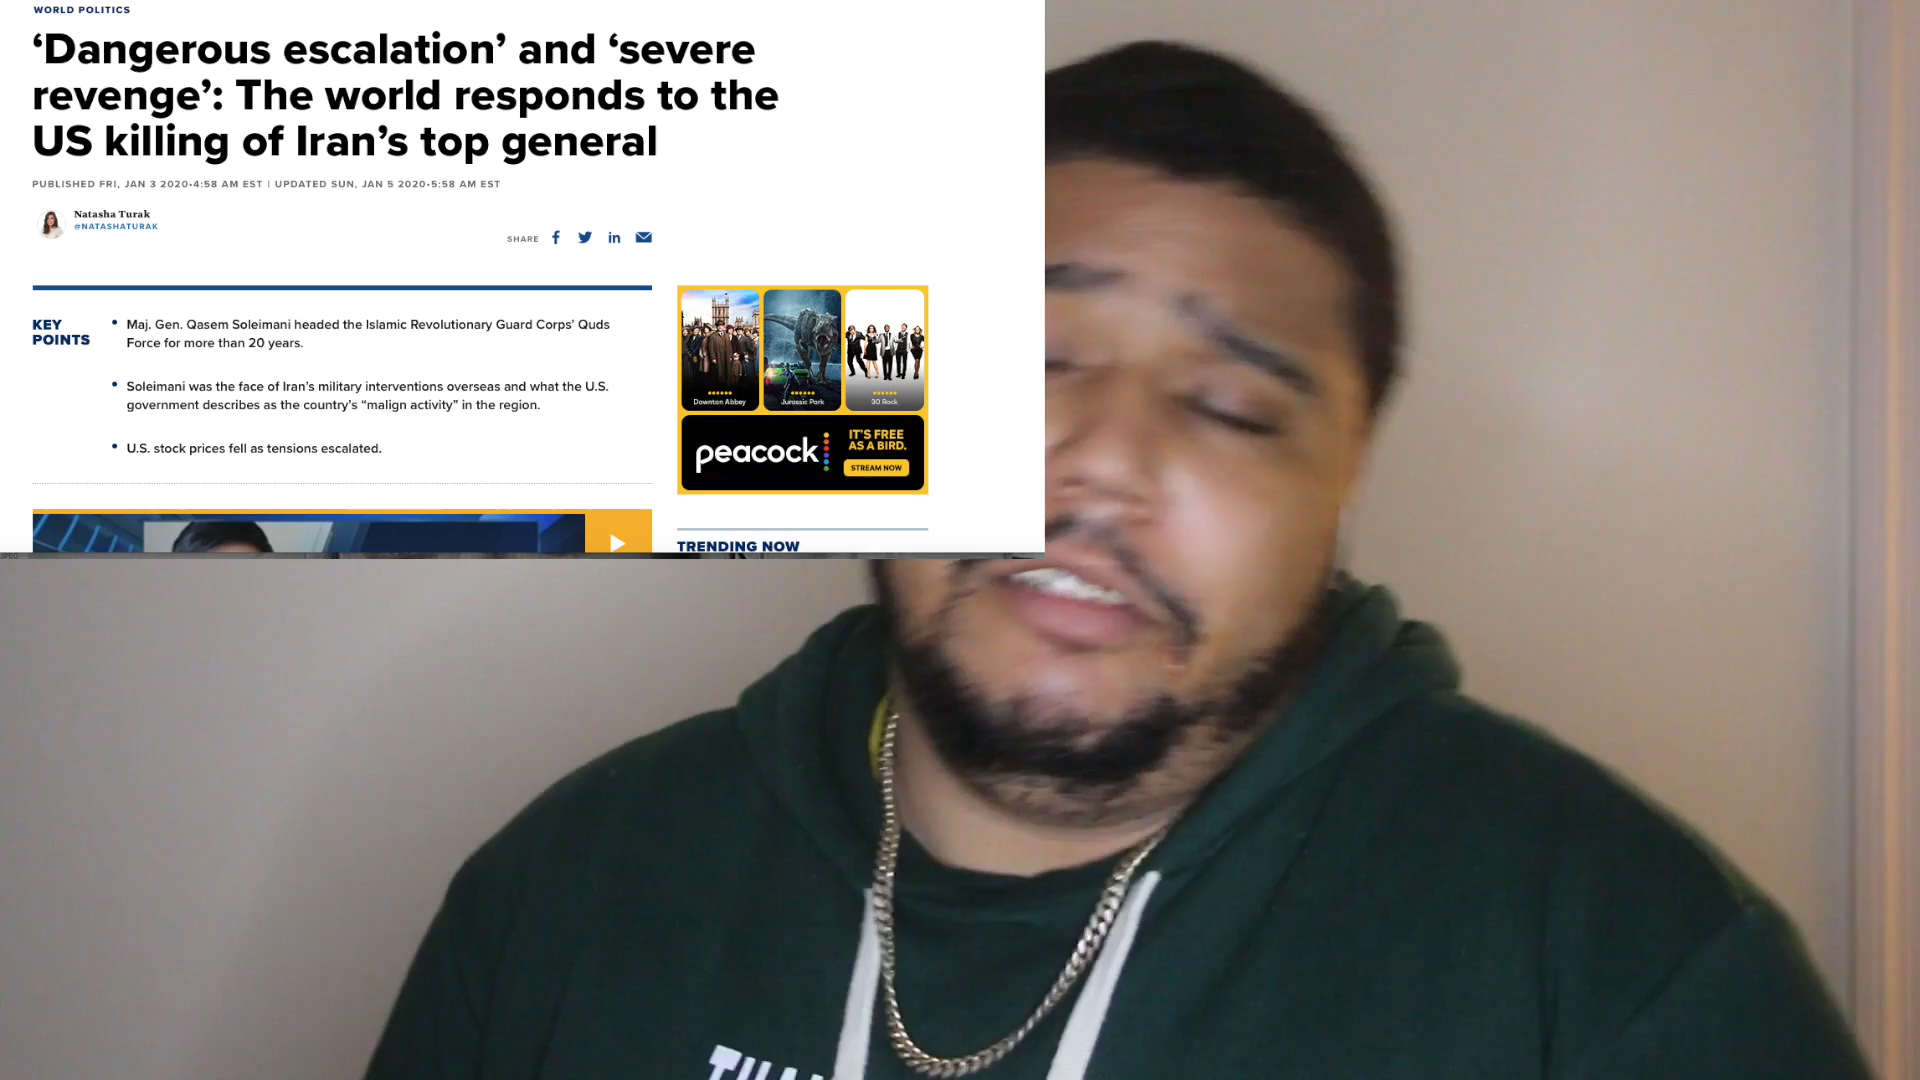 WORLD POLITICS
‘Dangerous escalation’ and ‘severe
revenge’: The world responds to the
US killing of Iran’s top general
PUBLISHED FRI, JAN 3 2020•4:58 AM EST | UPDATED SUN, JAN 5 2020•5:58 AM EST
Natasha Turak
@NATASHATURAK
SHARE
KEY
POINTS
• Maj. Gen. Qasem Soleimani headed the Islamic Revolutionary Guard Corps’ Quds
Force for more than 20 years.
• Soleimani was the face of Iran’s military interventions overseas and what the U.S.
government describes as the country’s “malign activity” in the region.
• U.S. stock prices fell as tensions escalated.
Downton Abbey
Jurassic Park
30 Rock
peacock
IT’S FREE
AS A BIRD.
STREAM NOW
TRENDING NOW